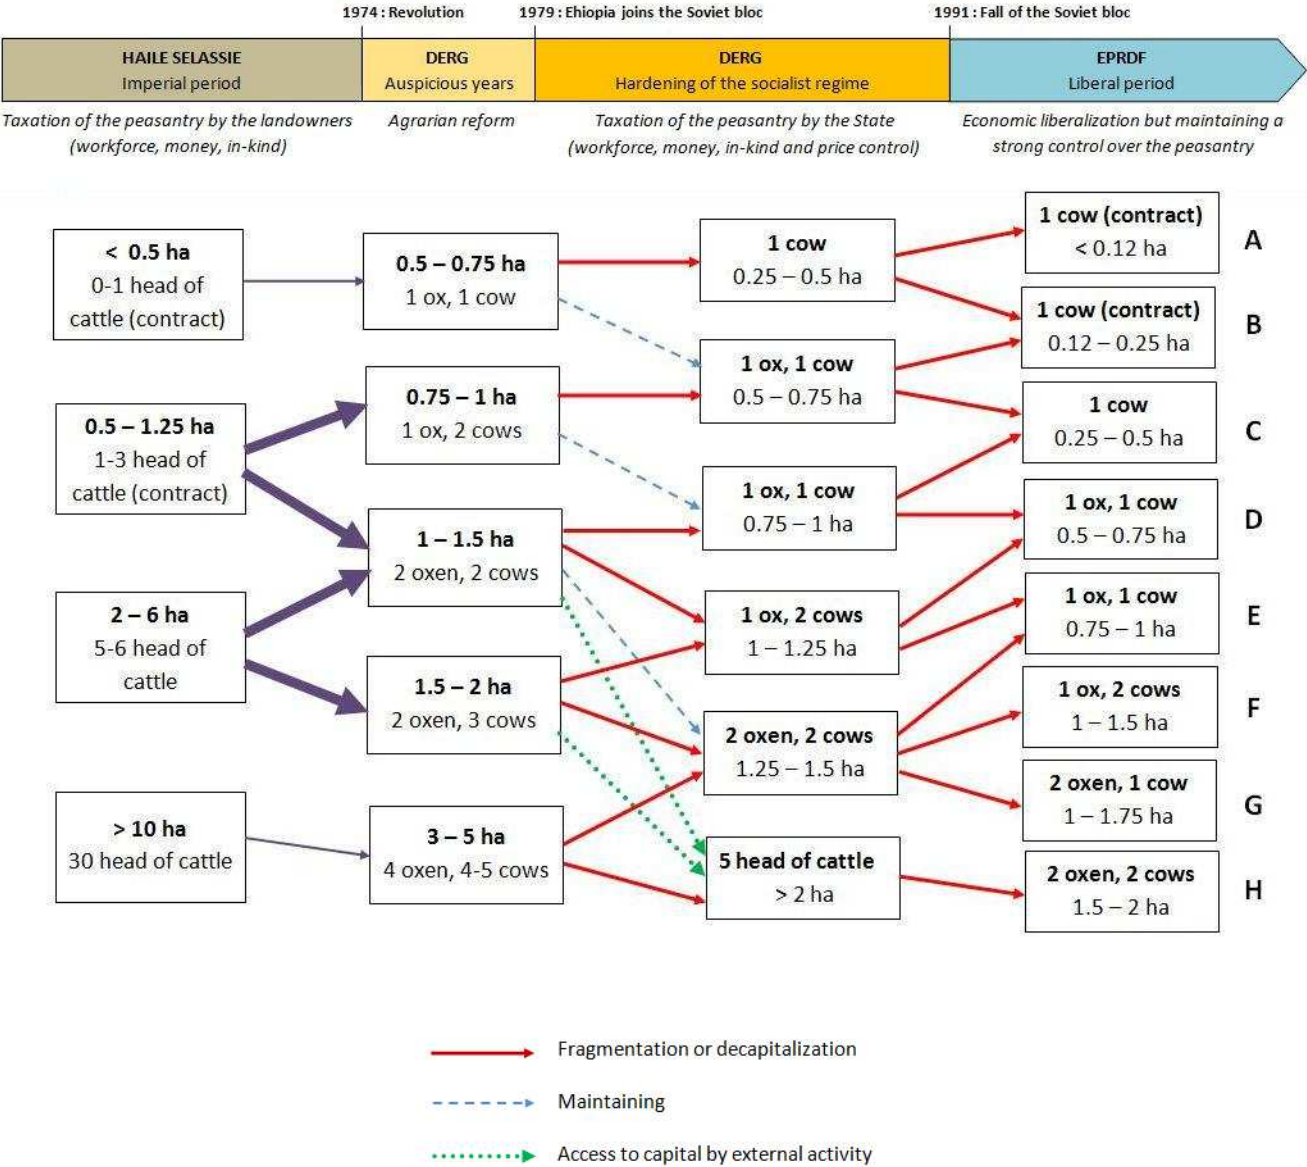 1974 : Revolution
1979 : Ehiopia joins the Soviet bloc
1991 : Fall of the Soviet bloc
HAILE SELASSIE
Imperial period
DERG
Auspicious years
DERG
Hardening of the socialist regime
EPRDF
Liberal period
Taxation of the peasantry by the landowners
(workforce, money, in-kind)
Agrarian reform
Taxation of the peasantry by the State
(workforce, money, in-kind and price control)
Economic liberalization but maintaining a
strong control over the peasantry
< 0.5 ha
0-1 head of
cattle (contract)
0.5 – 1.25 ha
1-3 head of
cattle (contract)
2 – 6 ha
5-6 head of
cattle
> 10 ha
30 head of cattle
0.5 – 0.75 ha
1 ox, 1 cow
0.75 – 1 ha
1 ox, 2 cows
1 – 1.5 ha
2 oxen, 2 cows
1.5 – 2 ha
2 oxen, 3 cows
3 – 5 ha
4 oxen, 4-5 cows
1 cow
0.25 – 0.5 ha
1 ox, 1 cow
0.5 – 0.75 ha
1 ox, 1 cow
0.75 – 1 ha
1 ox, 2 cows
1 – 1.25 ha
2 oxen, 2 cows
1.25 – 1.5 ha
5 head of cattle
> 2 ha
1 cow (contract)
< 0.12 ha
A
1 cow (contract)
0.12 – 0.25 ha
B
1 cow
0.25 – 0.5 ha
C
1 ox, 1 cow
0.5 – 0.75 ha
D
1 ox, 1 cow
0.75 – 1 ha
E
1 ox, 2 cows
1 – 1.5 ha
F
2 oxen, 1 cow
1 – 1.75 ha
G
2 oxen, 2 cows
1.5 – 2 ha
H
Fragmentation or decapitalization
Maintaining
Access to capital by external activity